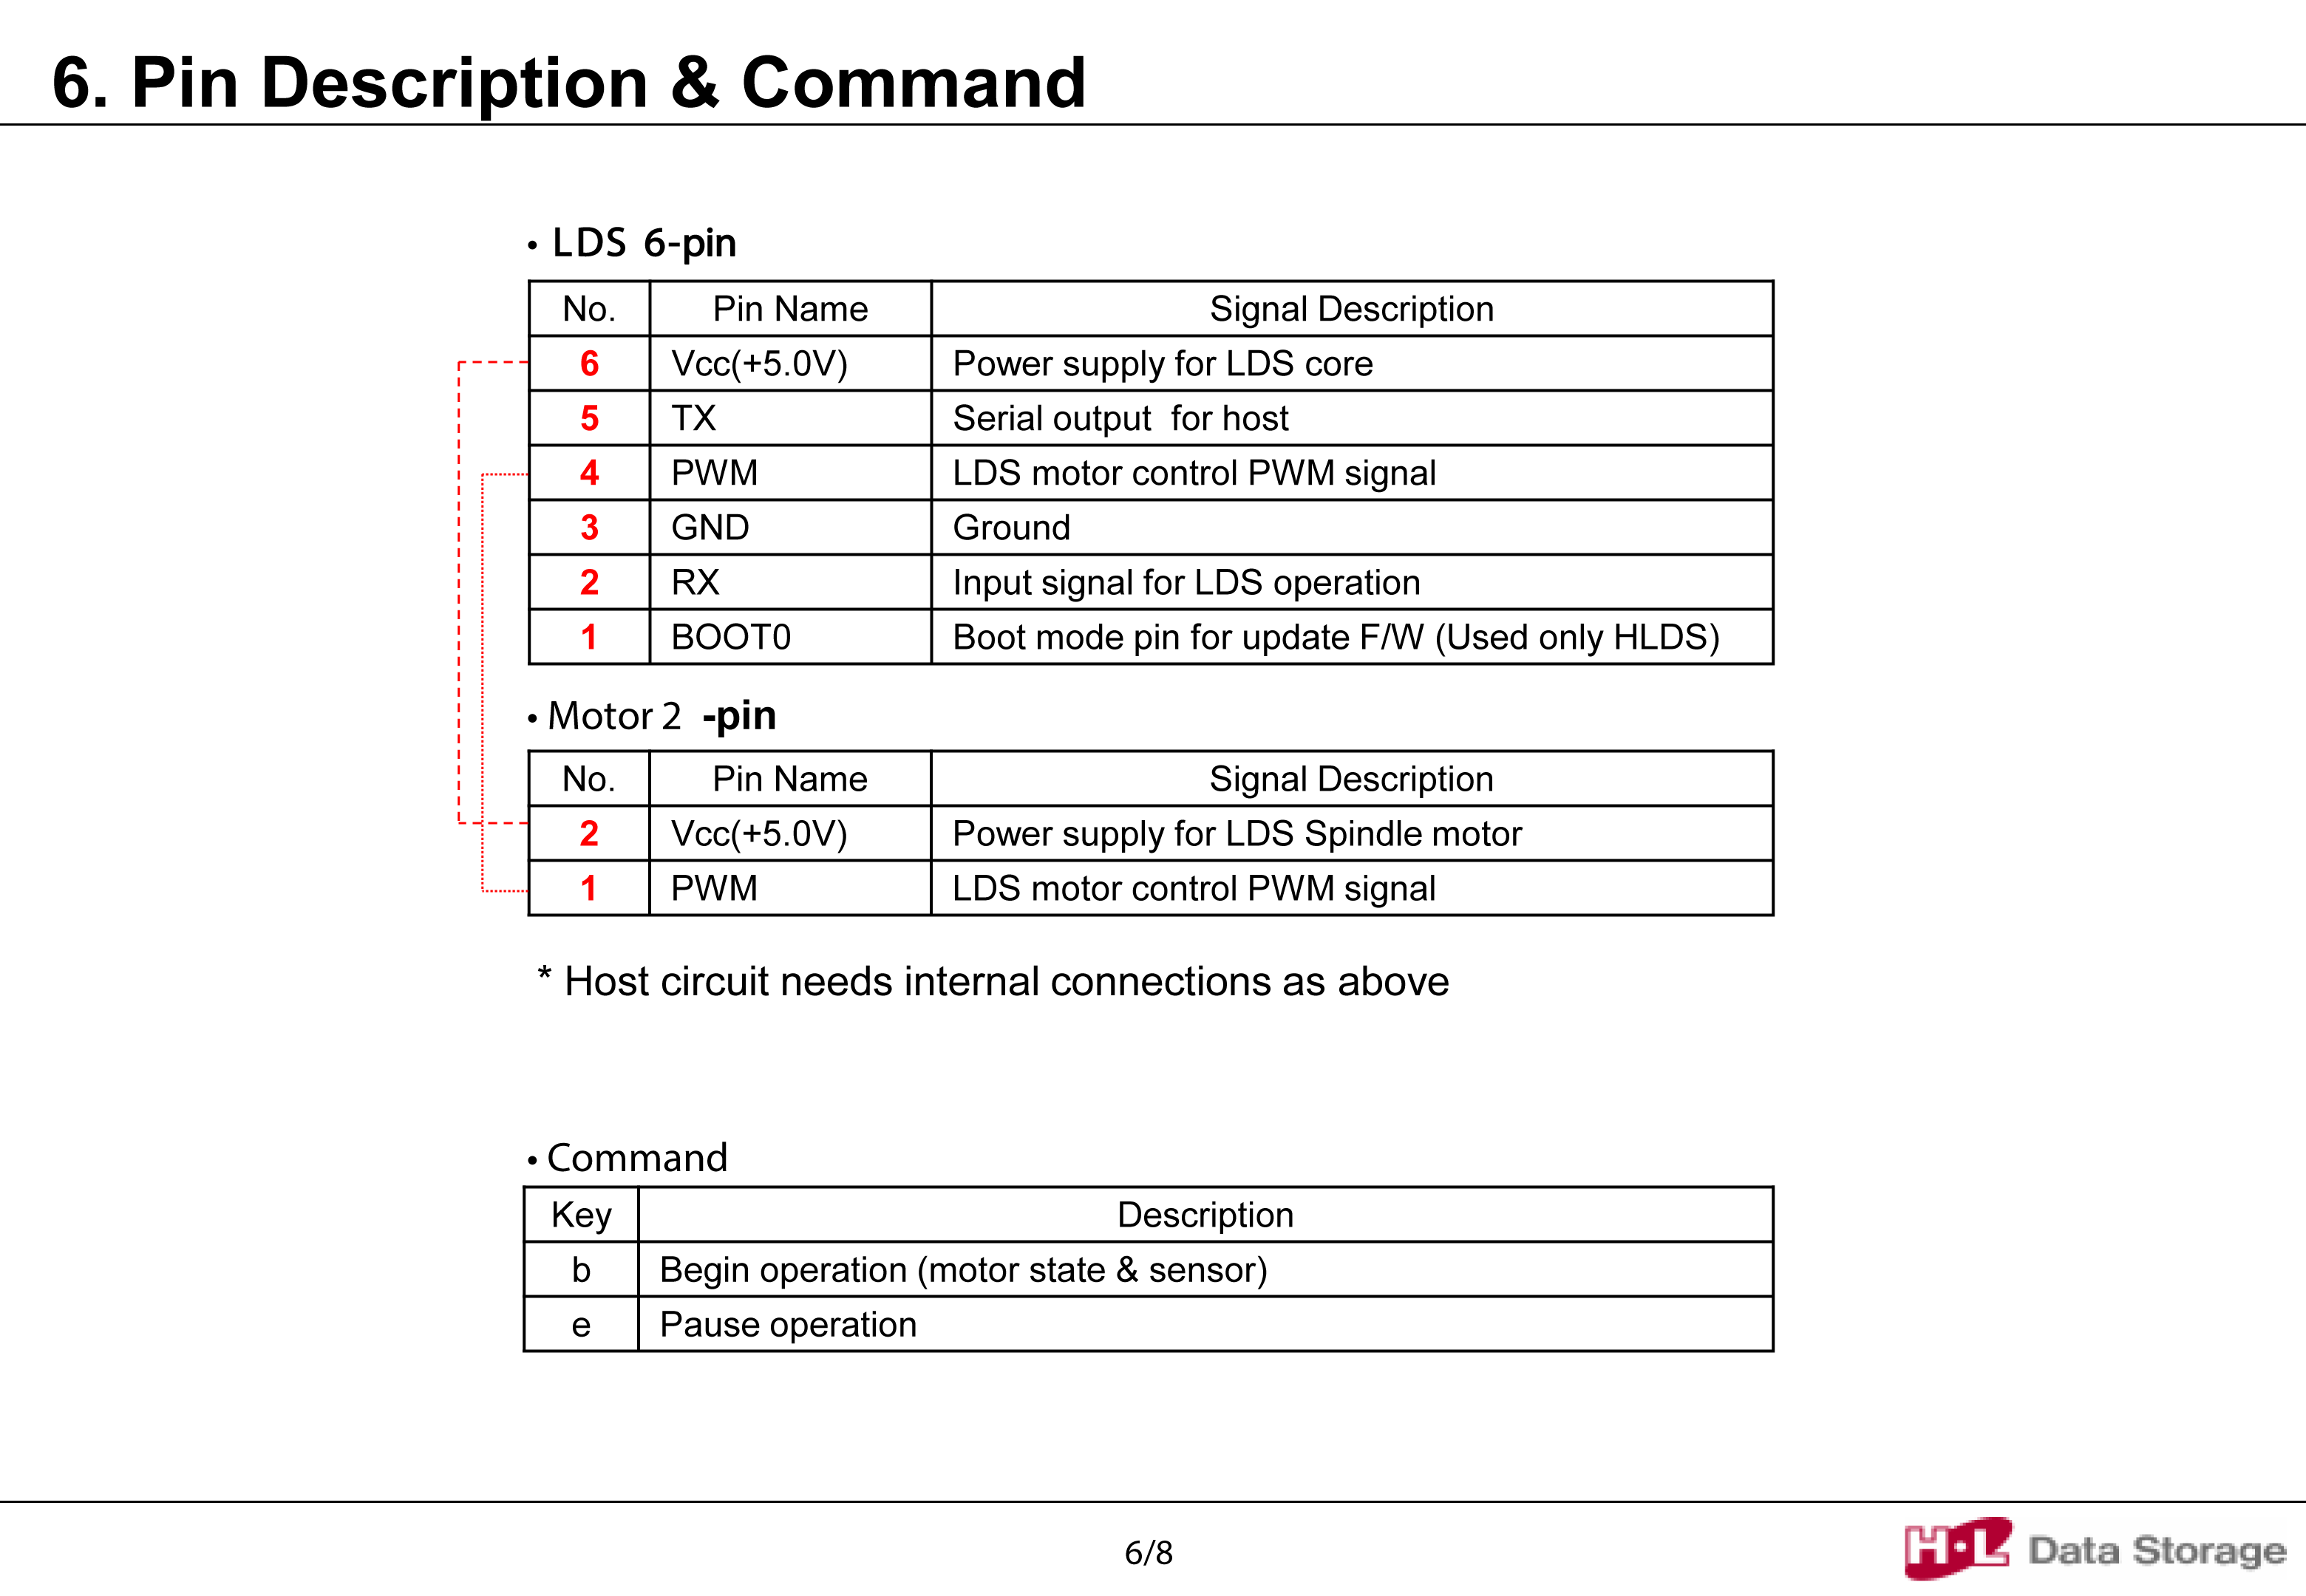 6. Pin Description & Command
• LDS 6-pin
No. Pin Name Signal Description
6 Vcc(+5.0V) Power supply for LDS core
5 TX Serial output for host
4 PWM LDS motor control PWM signal
3 GND Ground
2 RX Input signal for LDS operation
1 BOOT0 Boot mode pin for update F/W (Used only HLDS)
• Motor 2 -pin
No. Pin Name Signal Description
2 Vcc(+5.0V) Power supply for LDS Spindle motor
1 PWM LDS motor control PWM signal
* Host circuit needs internal connections as above
• Command
Key Description
b Begin operation (motor state & sensor)
e Pause operation
6/8
H·L Data Storage